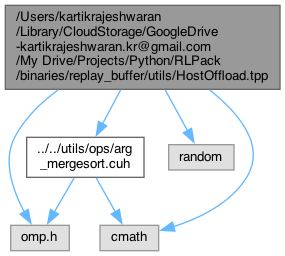 /Users/kartikrajeshwaran
/Library/CloudStorage/GoogleDrive
-kartikrajeshwaran.kr@gmail.com
/My Drive/Projects/Python/RLPack
/binaries/replay_buffer/utils/HostOffload.tpp
../../utils/ops/arg
_mergesort.cuh
random
omp.h
cmath